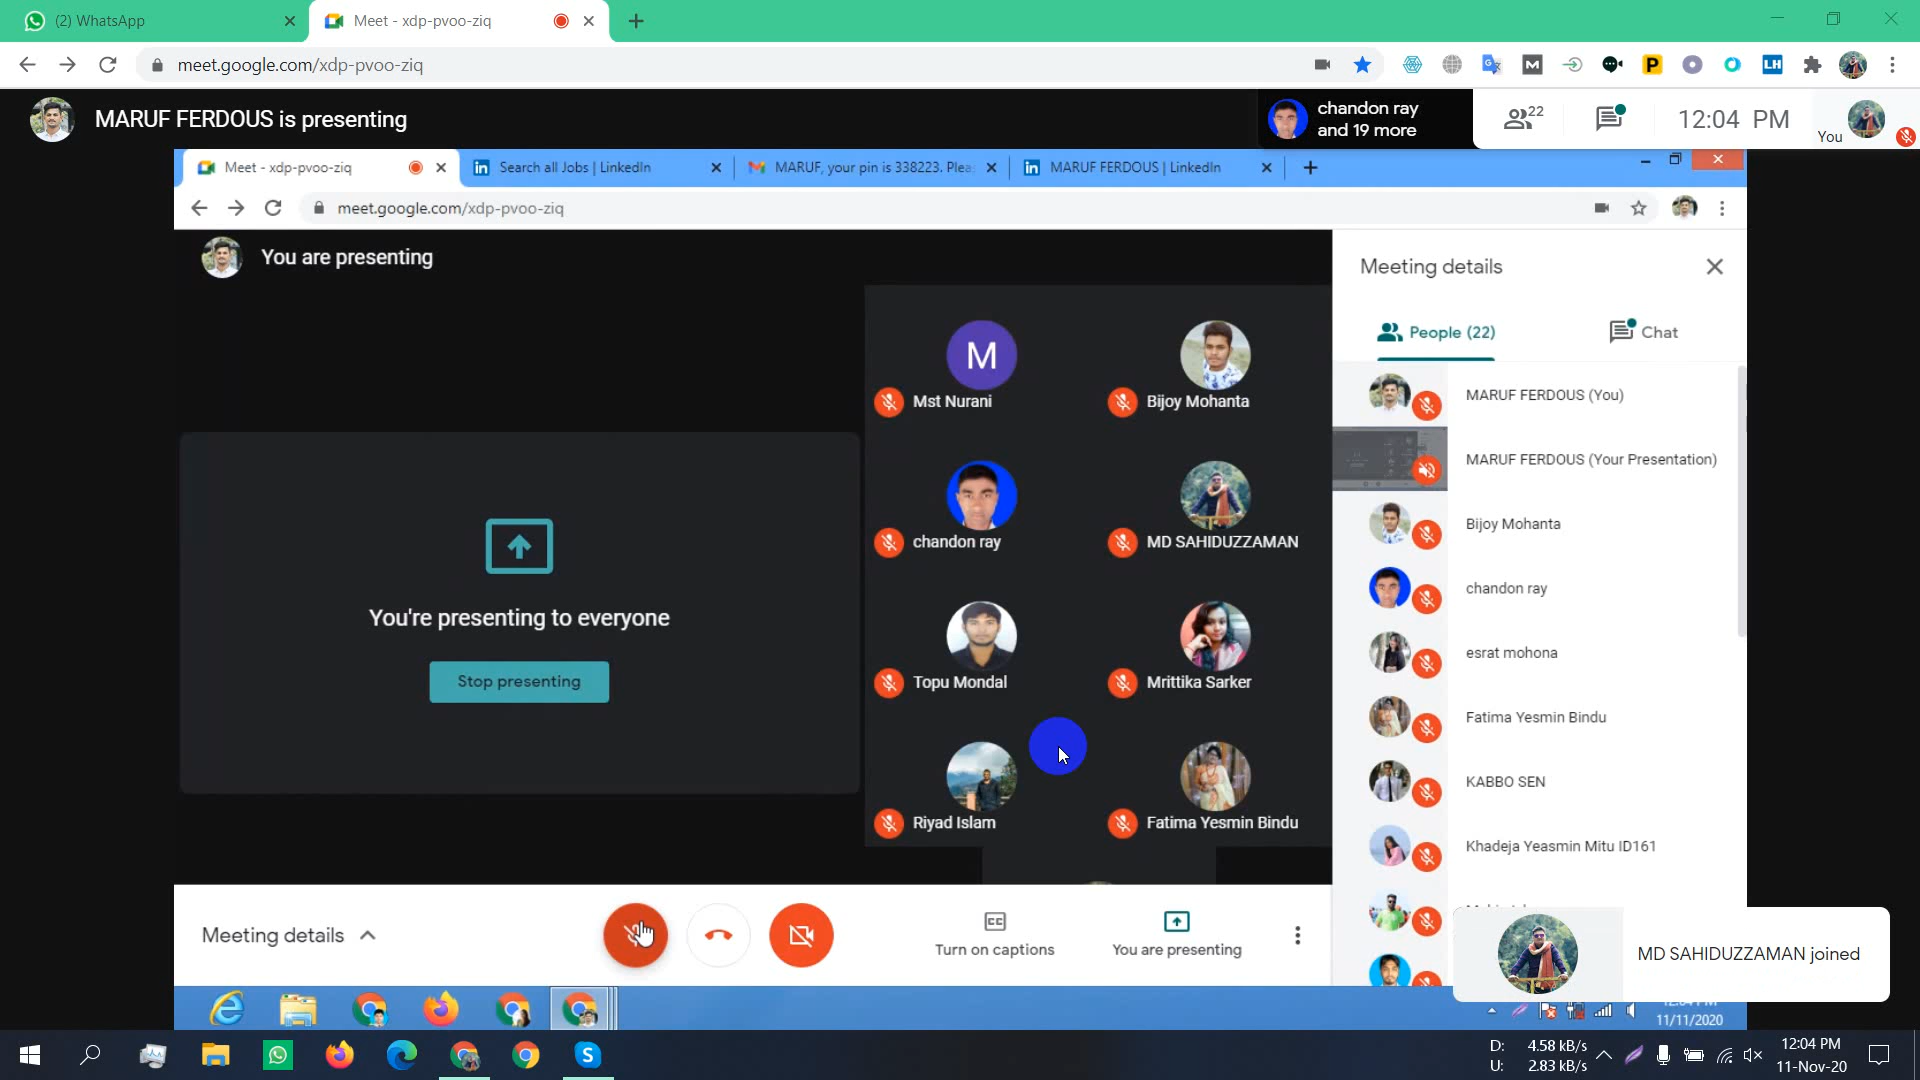 (2) WhatsApp
Meet - xdp-pvoo-ziq
meet.google.com/xdp-pvoo-ziq
MARUF FERDOUS is presenting
chandon ray
and 19 more
22
12:04 PM
You
Meet - xdp-pvoo-ziq
Search all Jobs | LinkedIn
MARUF, your pin is 338223. Plea
MARUF FERDOUS | LinkedIn
meet.google.com/xdp-pvoo-ziq
You are presenting
Meeting details
People (22)
Chat
M
Mst Nurani
Bijoy Mohanta
chandon ray
MD SAHIDUZZAMAN
Topu Mondal
Mrittika Sarker
Riyad Islam
Fatima Yesmin Bindu
You're presenting to everyone
Stop presenting
MARUF FERDOUS (You)
MARUF FERDOUS (Your Presentation)
Bijoy Mohanta
chandon ray
esrat mohona
Fatima Yesmin Bindu
KABBO SEN
Khadeja Yeasmin Mitu ID161
MD SAHIDUZZAMAN joined
Meeting details
Turn on captions
You are presenting
11/11/2020
D: 4.58 kB/s
U: 2.83 kB/s
12:04 PM
11-Nov-20